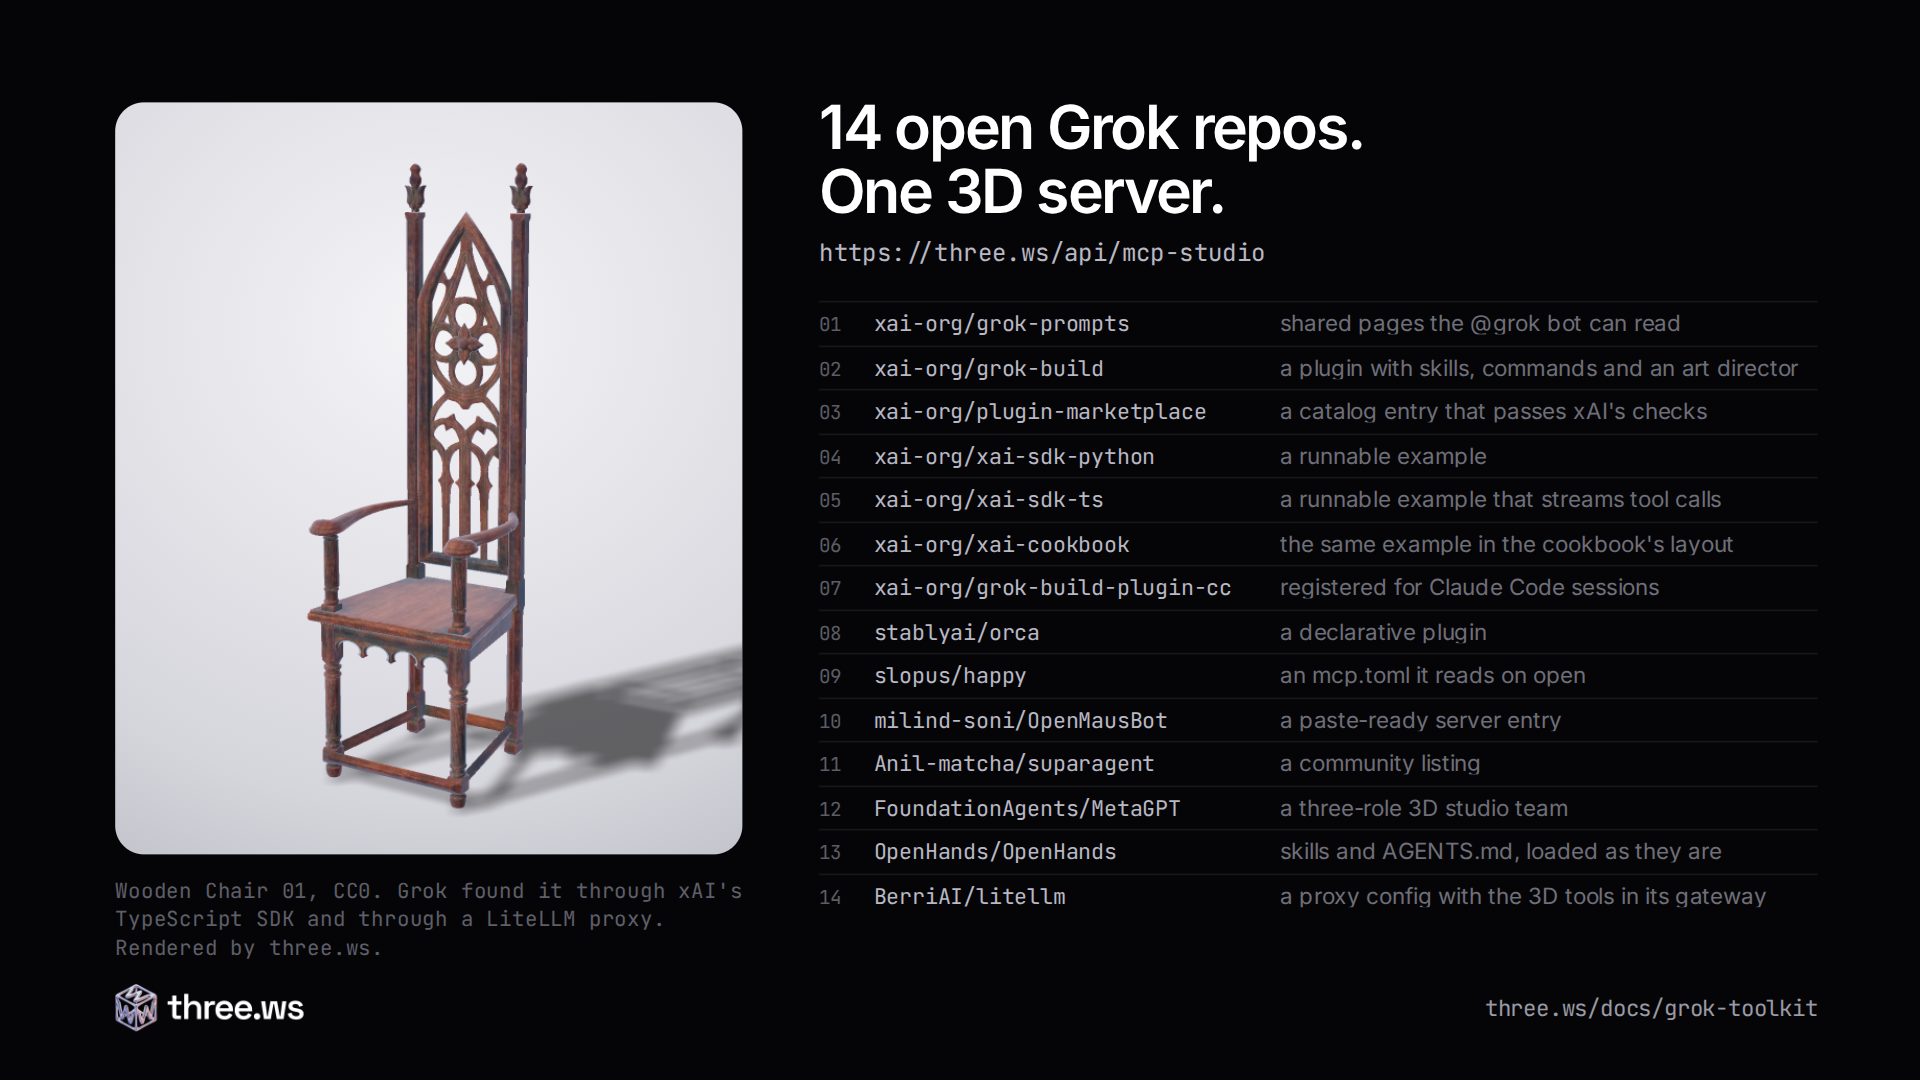 14 open Grok repos.
One 3D server.
https://three.ws/api/mcp-studio
01 xai-org/grok-prompts shared pages the @grok bot can read
02 xai-org/grok-build a plugin with skills, commands and an art director
03 xai-org/plugin-marketplace a catalog entry that passes xAI's checks
04 xai-org/xai-sdk-python a runnable example
05 xai-org/xai-sdk-ts a runnable example that streams tool calls
06 xai-org/xai-cookbook the same example in the cookbook's layout
07 xai-org/grok-build-plugin-cc registered for Claude Code sessions
08 stablyai/orca a declarative plugin
09 slopus/happy an mcp.toml it reads on open
10 milind-soni/OpenMausBot a paste-ready server entry
11 Anil-matcha/suparagent a community listing
12 FoundationAgents/MetaGPT a three-role 3D studio team
13 OpenHands/OpenHands skills and AGENTS.md, loaded as they are
14 BerriAI/litellm a proxy config with the 3D tools in its gateway
Wooden Chair 01, CC0. Grok found it through xAI's
TypeScript SDK and through a LiteLLM proxy.
Rendered by three.ws.
three.ws
three.ws/docs/grok-toolkit